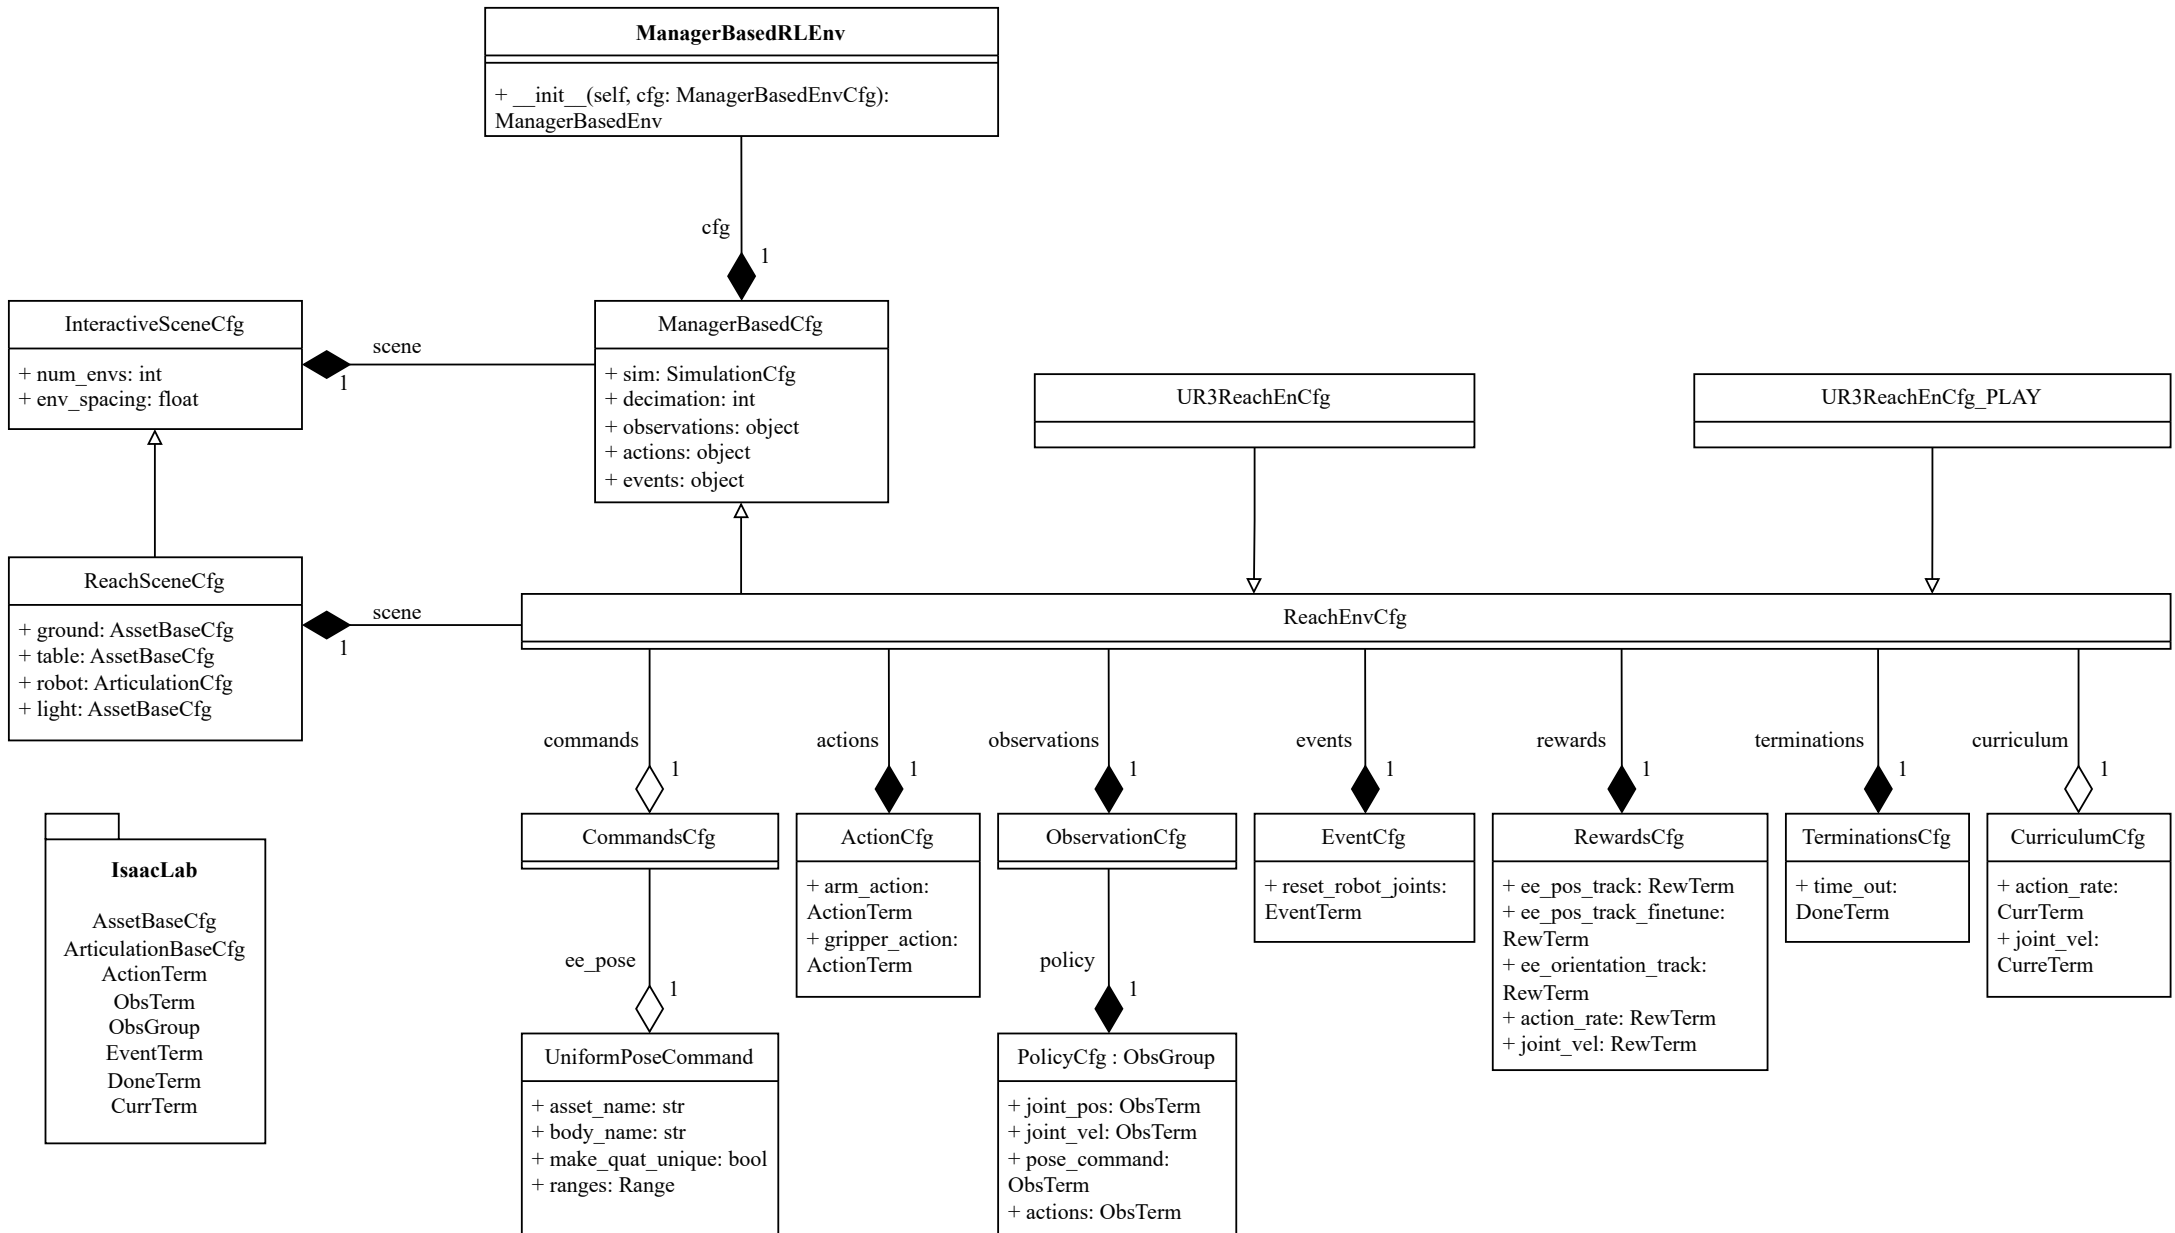 ManagerBasedRLEnv
+ __init__(self, cfg: ManagerBasedEnvCfg):
ManagerBasedEnv
cfg
1
InteractiveSceneCfg
+ num_envs: int
+ env_spacing: float
scene
1
ManagerBasedCfg
+ sim: SimulationCfg
+ decimation: int
+ observations: object
+ actions: object
+ events: object
UR3ReachEnCfg
UR3ReachEnCfg_PLAY
ReachSceneCfg
+ ground: AssetBaseCfg
+ table: AssetBaseCfg
+ robot: ArticulationCfg
+ light: AssetBaseCfg
scene
1
ReachEnvCfg
commands
1
actions
1
observations
1
events
1
rewards
1
terminations
1
curriculum
1
IsaacLab
AssetBaseCfg
ArticulationBaseCfg
ActionTerm
ObsTerm
ObsGroup
EventTerm
DoneTerm
CurrTerm
CommandsCfg
ee_pose
1
UniformPoseCommand
+ asset_name: str
+ body_name: str
+ make_quat_unique: bool
+ ranges: Range
ActionCfg
+ arm_action:
ActionTerm
+ gripper_action:
ActionTerm
ObservationCfg
policy
1
PolicyCfg : ObsGroup
+ joint_pos: ObsTerm
+ joint_vel: ObsTerm
+ pose_command:
ObsTerm
+ actions: ObsTerm
EventCfg
+ reset_robot_joints:
EventTerm
RewardsCfg
+ ee_pos_track: RewTerm
+ ee_pos_track_finetune:
RewTerm
+ ee_orientation_track:
RewTerm
+ action_rate: RewTerm
+ joint_vel: RewTerm
TerminationsCfg
+ time_out:
DoneTerm
CurriculumCfg
+ action_rate:
CurrTerm
+ joint_vel:
CurreTerm